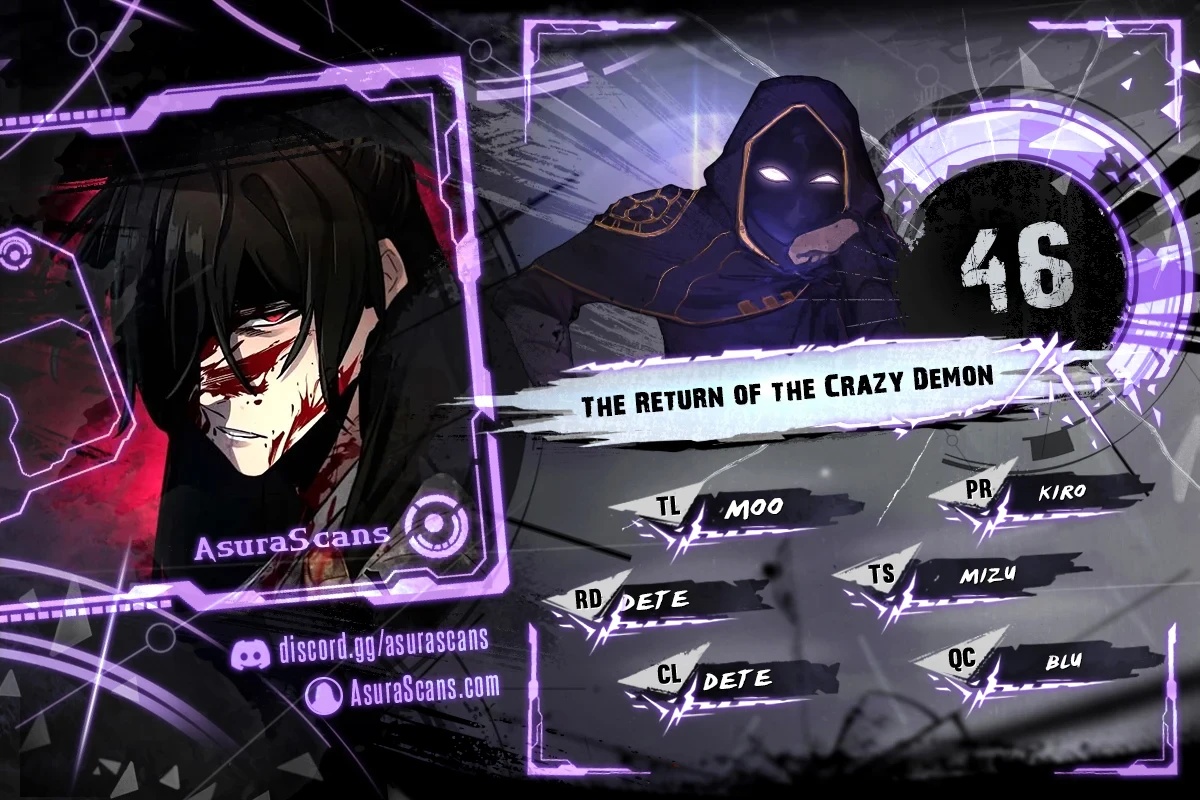 46
THE RETURN OF THE CRAZY DEMON
TL MOO
PR KIRO
RD DETE
TS MIZU
CL DETE
QC BLU
AsuraScans
discord.gg/asurascans
AsuraScans.com